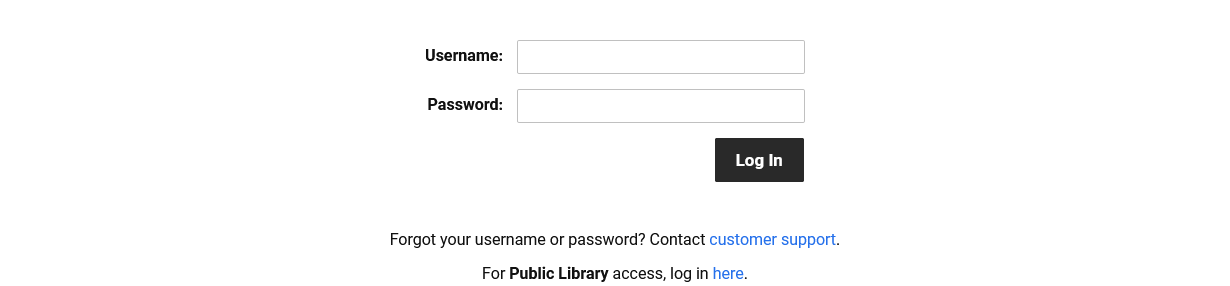 Username:
Password:
Log In
Forgot your username or password? Contact customer support.
For Public Library access, log in here.